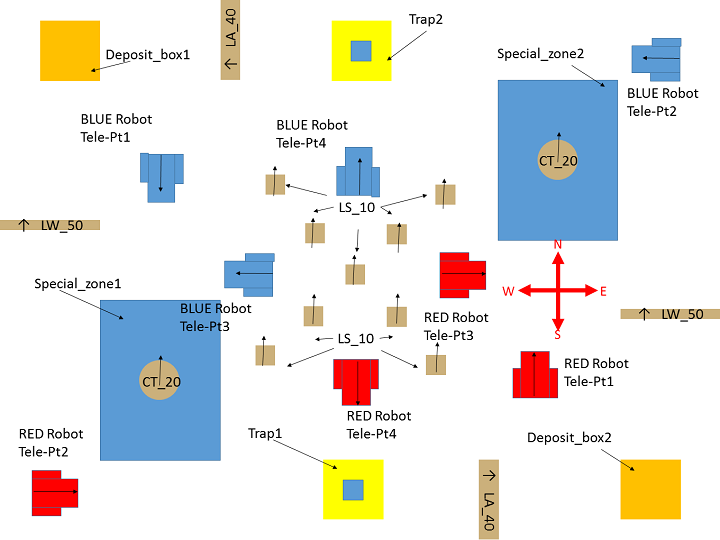 LA_40
Trap2
Deposit_box1
Special_zone2
BLUE Robot
Tele-Pt2
BLUE Robot
Tele-Pt1
BLUE Robot
Tele-Pt4
CT_20
LS_10
LW_50
N
W
E
S
Special_zone1
BLUE Robot
Tele-Pt3
RED Robot
Tele-Pt3
LW_50
LS_10
CT_20
RED Robot
Tele-Pt1
RED Robot
Tele-Pt4
RED Robot
Tele-Pt2
Trap1
Deposit_box2
LA_40